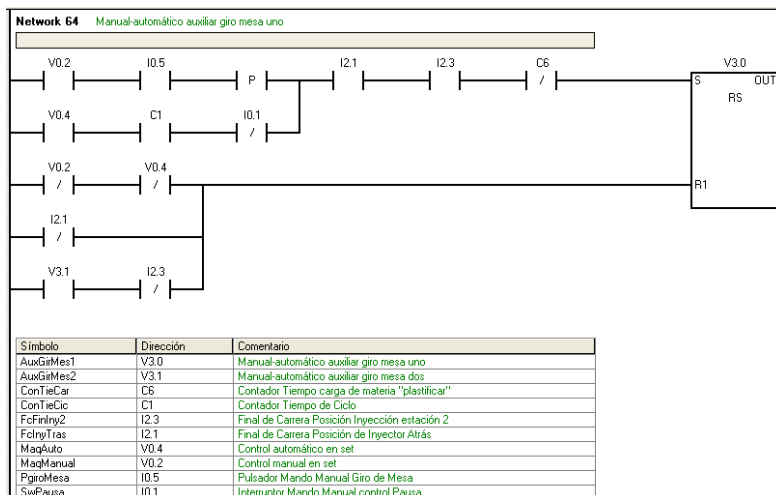 Network 64 Manual-automático auxiliar giro mesa uno
V0.2 I0.5 I2.1 I2.3 C6 V3.0
P / S OUT
RS
V0.4 C1 I0.1
/
V0.2 V0.4
/ / R1
I2.1
/
V3.1 I2.3
/
Símbolo Dirección Comentario
AuxGirMes1 V3.0 Manual-automático auxiliar giro mesa uno
AuxGirMes2 V3.1 Manual-automático auxiliar giro mesa dos
ConTieCar C6 Contador Tiempo carga de materia "plastificar"
ConTieCic C1 Contador Tiempo de Ciclo
FcFinIny2 I2.3 Final de Carrera Posición Inyección estación 2
FcInyTras I2.1 Final de Carrera Posición de Inyector Atrás
MaqAuto V0.4 Control automático en set
MaqManual V0.2 Control manual en set
PgiroMesa I0.5 Pulsador Mando Manual Giro de Mesa
SwPausa I0.1 Interruptor Mando Manual control Pausa